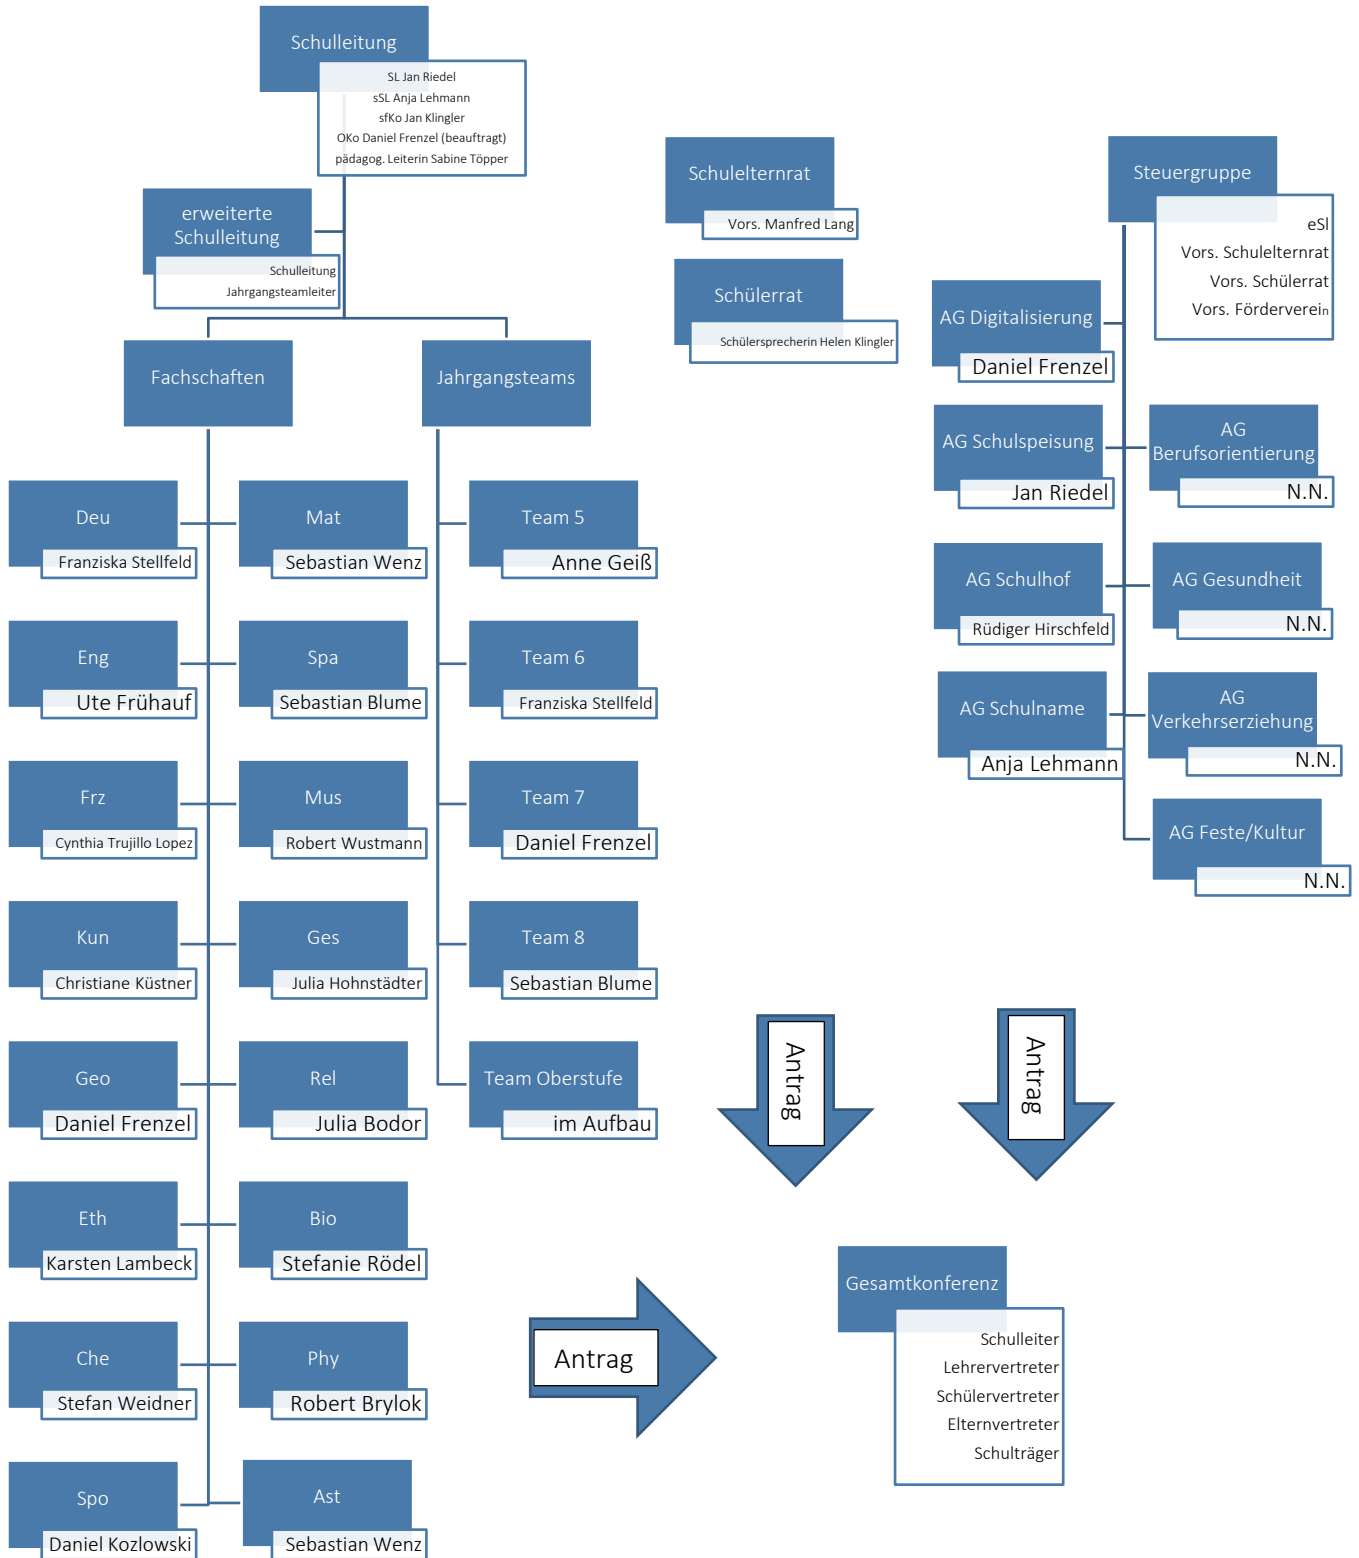 Schulleitung
SL Jan Riedel
sSL Anja Lehmann
sfKo Jan Klingler
OKo Daniel Frenzel (beauftragt)
pädagog. Leiterin Sabine Töpper
erweiterte
Schulleitung
Schulleitung
Jahrgangsteamleiter
Fachschaften
Deu
Franziska Stellfeld
Mat
Sebastian Wenz
Eng
Ute Frühauf
Spa
Sebastian Blume
Frz
Cynthia Trujillo Lopez
Mus
Robert Wustmann
Kun
Christiane Küstner
Ges
Julia Hohnstädter
Geo
Daniel Frenzel
Rel
Julia Bodor
Eth
Karsten Lambeck
Bio
Stefanie Rödel
Che
Stefan Weidner
Phy
Robert Brylok
Spo
Daniel Kozlowski
Ast
Sebastian Wenz
Jahrgangsteams
Team 5
Anne Geiß
Team 6
Franziska Stellfeld
Team 7
Daniel Frenzel
Team 8
Sebastian Blume
Team Oberstufe
im Aufbau
Schulelternrat
Vors. Manfred Lang
Schülerrat
Schülersprecherin Helen Klingler
Steuergruppe
eSl
Vors. Schulelternrat
Vors. Schülerrat
Vors. Förderverein
AG Digitalisierung
Daniel Frenzel
AG Schulspeisung
Jan Riedel
AG
Berufsorientierung
N.N.
AG Schulhof
Rüdiger Hirschfeld
AG Gesundheit
N.N.
AG Schulname
Anja Lehmann
AG
Verkehrserziehung
N.N.
AG Feste/Kultur
N.N.
Antrag
Antrag
Antrag
Gesamtkonferenz
Schulleiter
Lehrervertreter
Schülervertreter
Elternvertreter
Schulträger